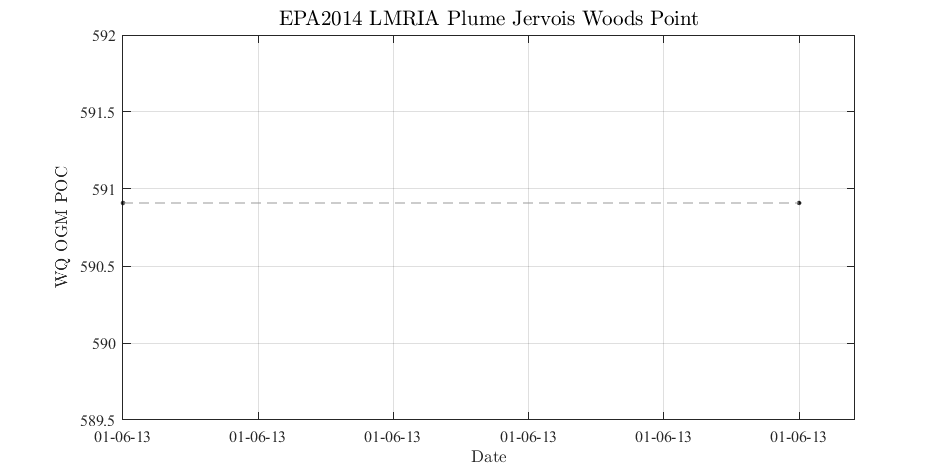 EPA2014 LMRIA Plume Jervois Woods Point
592
591.5
591
590.5
590
589.5
WQ OGM POC
01-06-13 01-06-13 01-06-13 01-06-13 01-06-13 01-06-13
Date